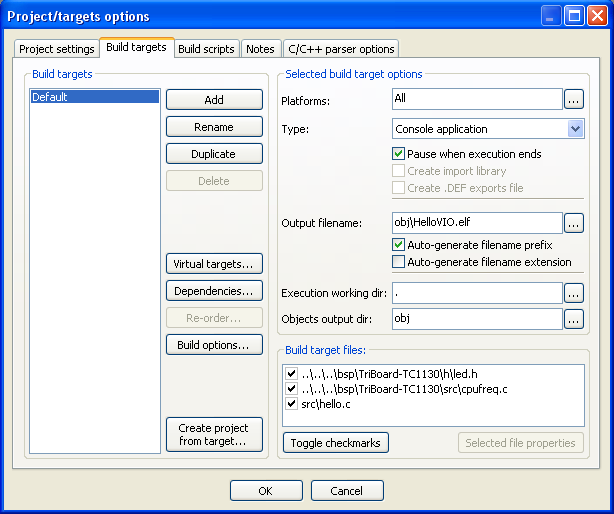 Project/targets options
Project settings
Build targets
Build scripts
Notes
C/C++ parser options
Build targets
Default
Add
Rename
Duplicate
Delete
Virtual targets...
Dependencies...
Re-order...
Build options...
Create project
from target...
Selected build target options
Platforms:
All
...
Type:
Console application
Pause when execution ends
Create import library
Create .DEF exports file
Output filename:
obj\HelloVIO.elf
...
Auto-generate filename prefix
Auto-generate filename extension
Execution working dir:
.
...
Objects output dir:
obj
...
Build target files:
..\..\..\bsp\TriBoard-TC1130\h\led.h
..\..\..\bsp\TriBoard-TC1130\src\cpufreq.c
src\hello.c
Toggle checkmarks
Selected file properties
OK
Cancel